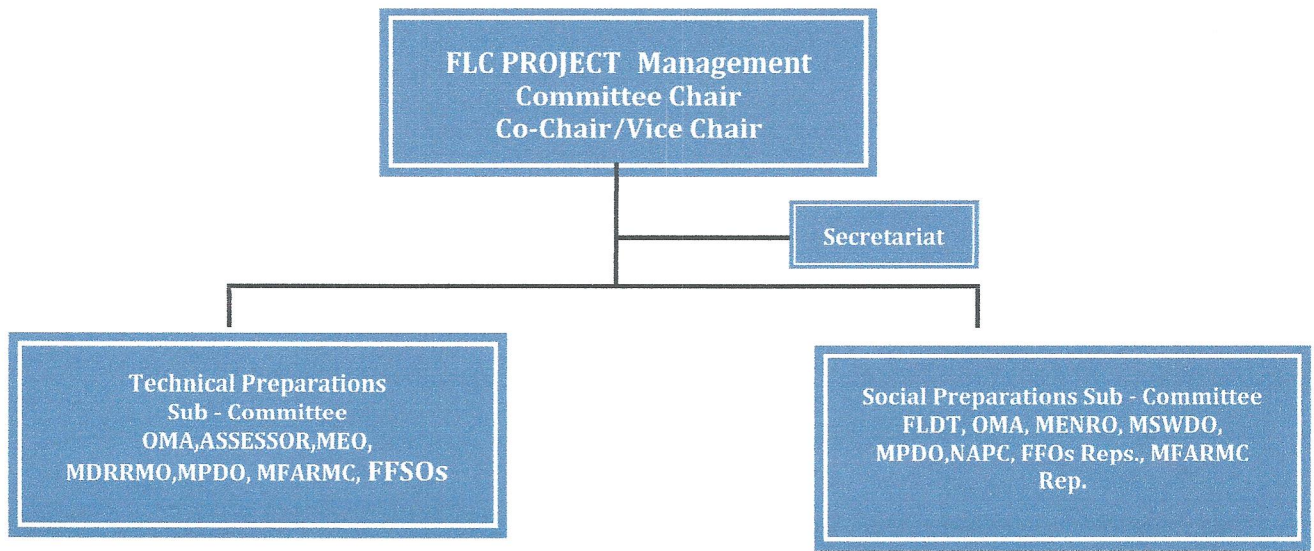 FLC PROJECT Management
Committee Chair
Co-Chair/Vice Chair
Secretariat
Technical Preparations
Sub - Committee
OMA,ASSESSOR,MEO,
MDRRMO,MPDO, MFARMC, FFSOs
Social Preparations Sub - Committee
FLDT, OMA, MENRO, MSWDO,
MPDO,NAPC, FFOs Reps., MFARMC
Rep.